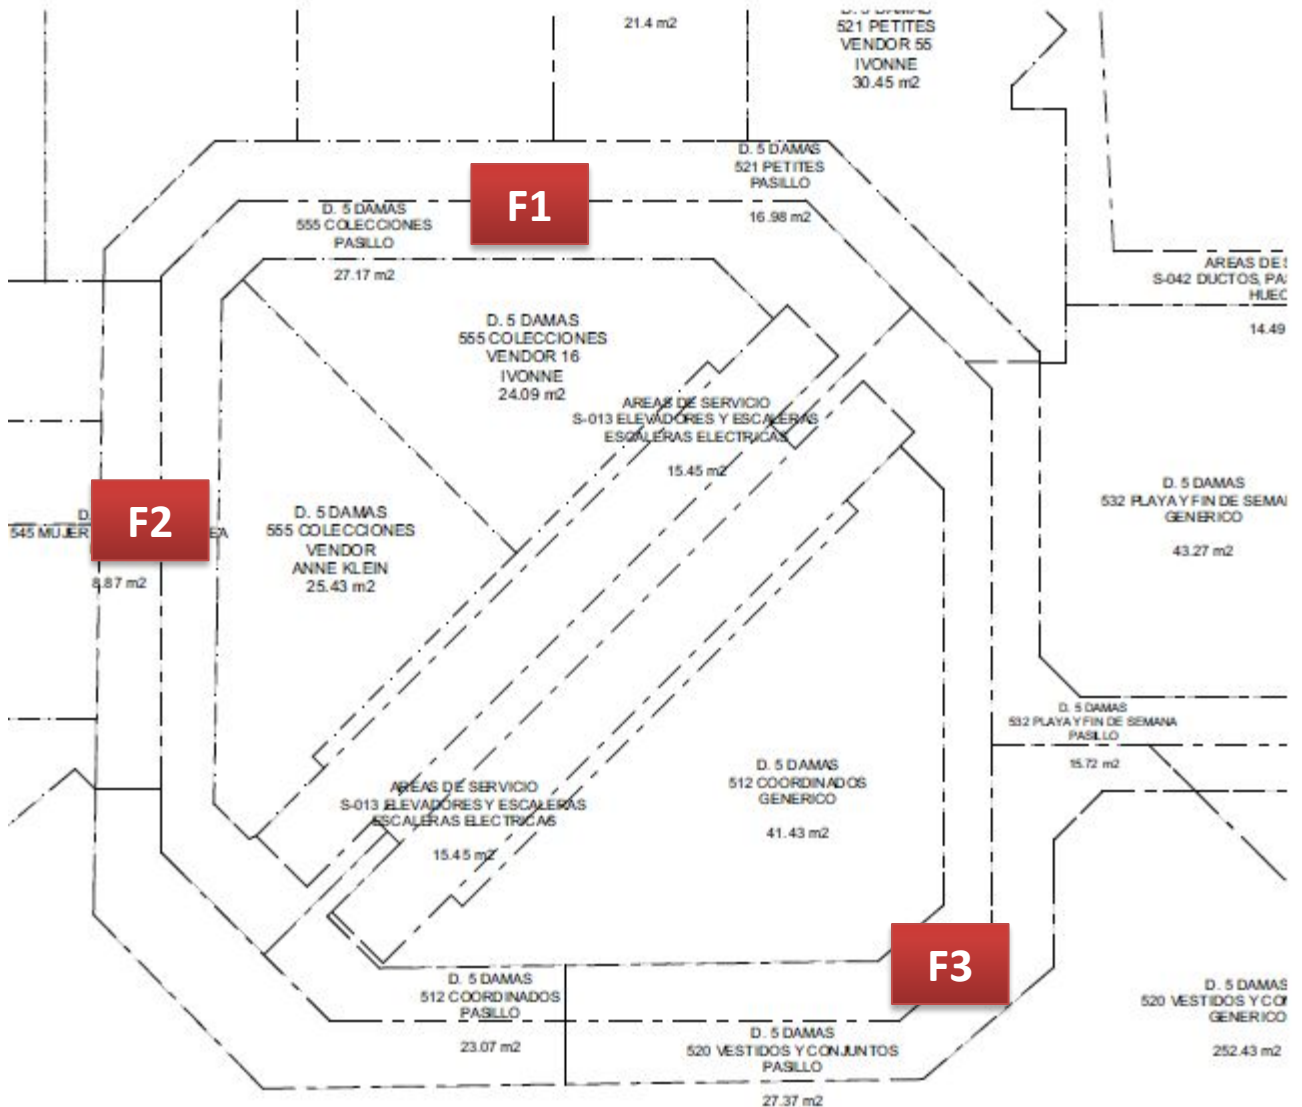 21.4 m2
521 PETITES
VENDOR 55
IVONNE
30.45 m2
D. 5 DAMAS
521 PETITES
PASILLO
16.98 m2
F1
D. 5 DAMAS
555 COLECCIONES
PASILLO
27.17 m2
AREAS DE
S-042 DUCTOS,
14.49
D. 5 DAMAS
555 COLECCIONES
VENDOR 16
IVONNE
24.09 m2
AREAS DE SERVICIO
S-013 ELEVADORES Y ESCALERAS
ESCALERAS ELECTRICAS
15.45 m2
D. 5 DAMAS
532 PLAYA Y FIN DE
GENERICO
43.27 m2
F2
545 MUJER
8.87 m2
D. 5 DAMAS
555 COLECCIONES
VENDOR
ANNE KLEIN
25.43 m2
D. 5 DAMAS
532 PLAYA Y FIN DE SEMANA
PASILLO
15.72 m2
D. 5 DAMAS
512 COORDINADOS
GENERICO
41.43 m2
AREAS DE SERVICIO
S-013 ELEVADORES Y ESCALERAS
ESCALERAS ELECTRICAS
15.45 m2
F3
D. 5 DAMAS
512 COORDINADOS
PASILLO
23.07 m2
D. 5 DAMAS
520 VESTIDOS Y CONJUNTOS
PASILLO
27.37 m2
D. 5 DAMAS
520 VESTIDOS Y
GENERICO
252.43 m2